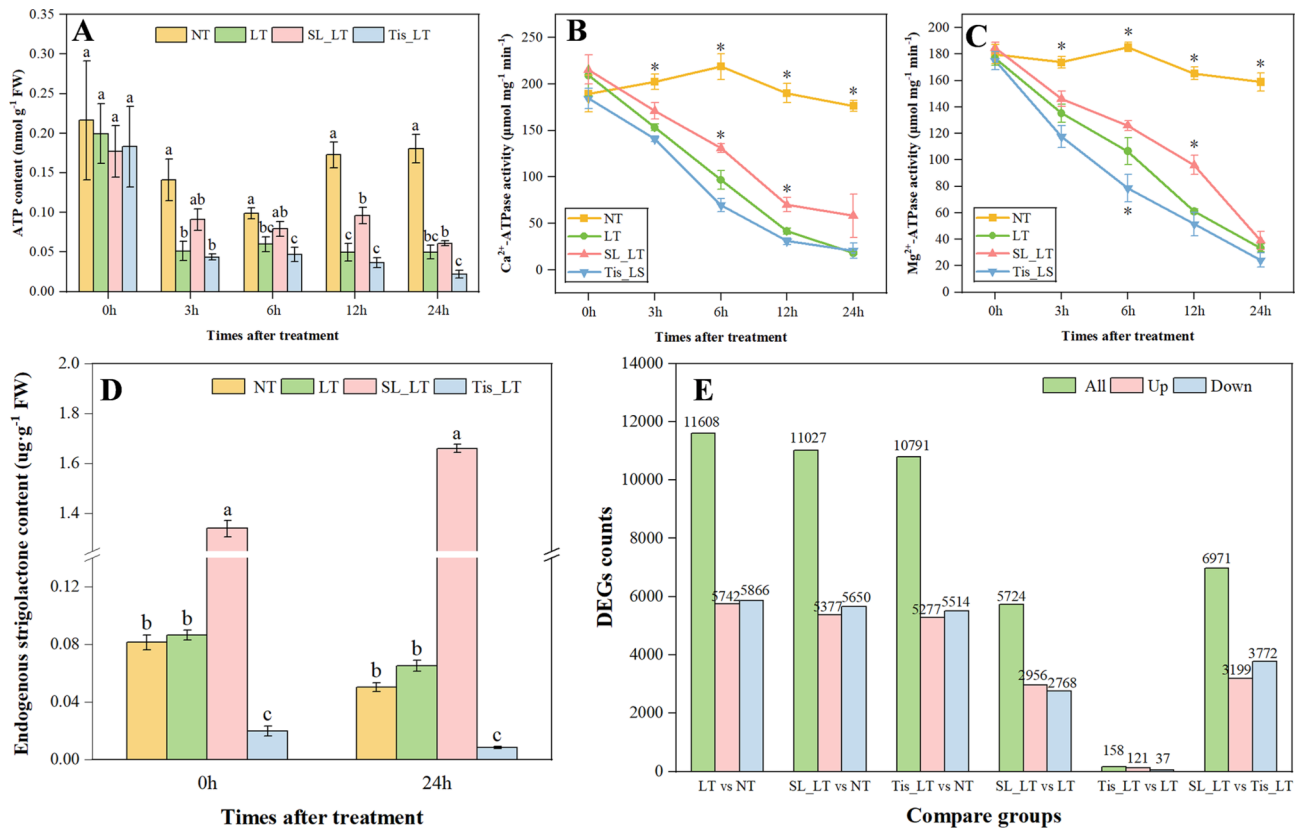 A
NT LT SL_LT Tis_LT
ATP content (nmol g⁻¹ FW)
0.35
0.30
0.25
0.20
0.15
0.10
0.05
0.00
a a a a
a b ab b
a bc ab c
a c b c
a bc b c
0h 3h 6h 12h 24h
Times after treatment
B
Ca²⁺-ATPase activity (μmol mg⁻¹ min⁻¹)
250
200
150
100
50
0
* * * *
* *
NT
LT
SL_LT
Tis_LS
0h 3h 6h 12h 24h
Times after treatment
C
Mg²⁺-ATPase activity (μmol mg⁻¹ min⁻¹)
200
180
160
140
120
100
80
60
40
20
0
* * * *
*
*
NT
LT
SL_LT
Tis_LS
0h 3h 6h 12h 24h
Times after treatment
D
NT LT SL_LT Tis_LT
Endogenous strigolactone content (ug·g⁻¹ FW)
2.0
1.8
1.6
1.4
0.12
0.08
0.04
0.00
b b a c
b b a c
0h 24h
Times after treatment
E
All Up Down
DEGs counts
14000
12000
10000
8000
6000
4000
2000
0
11608 5742 5866
11027 5377 5650
10791 5277 5514
5724 2956 2768
158 121 37
6971 3199 3772
LT vs NT SL_LT vs NT Tis_LT vs NT SL_LT vs LT Tis_LT vs LT SL_LT vs Tis_LT
Compare groups